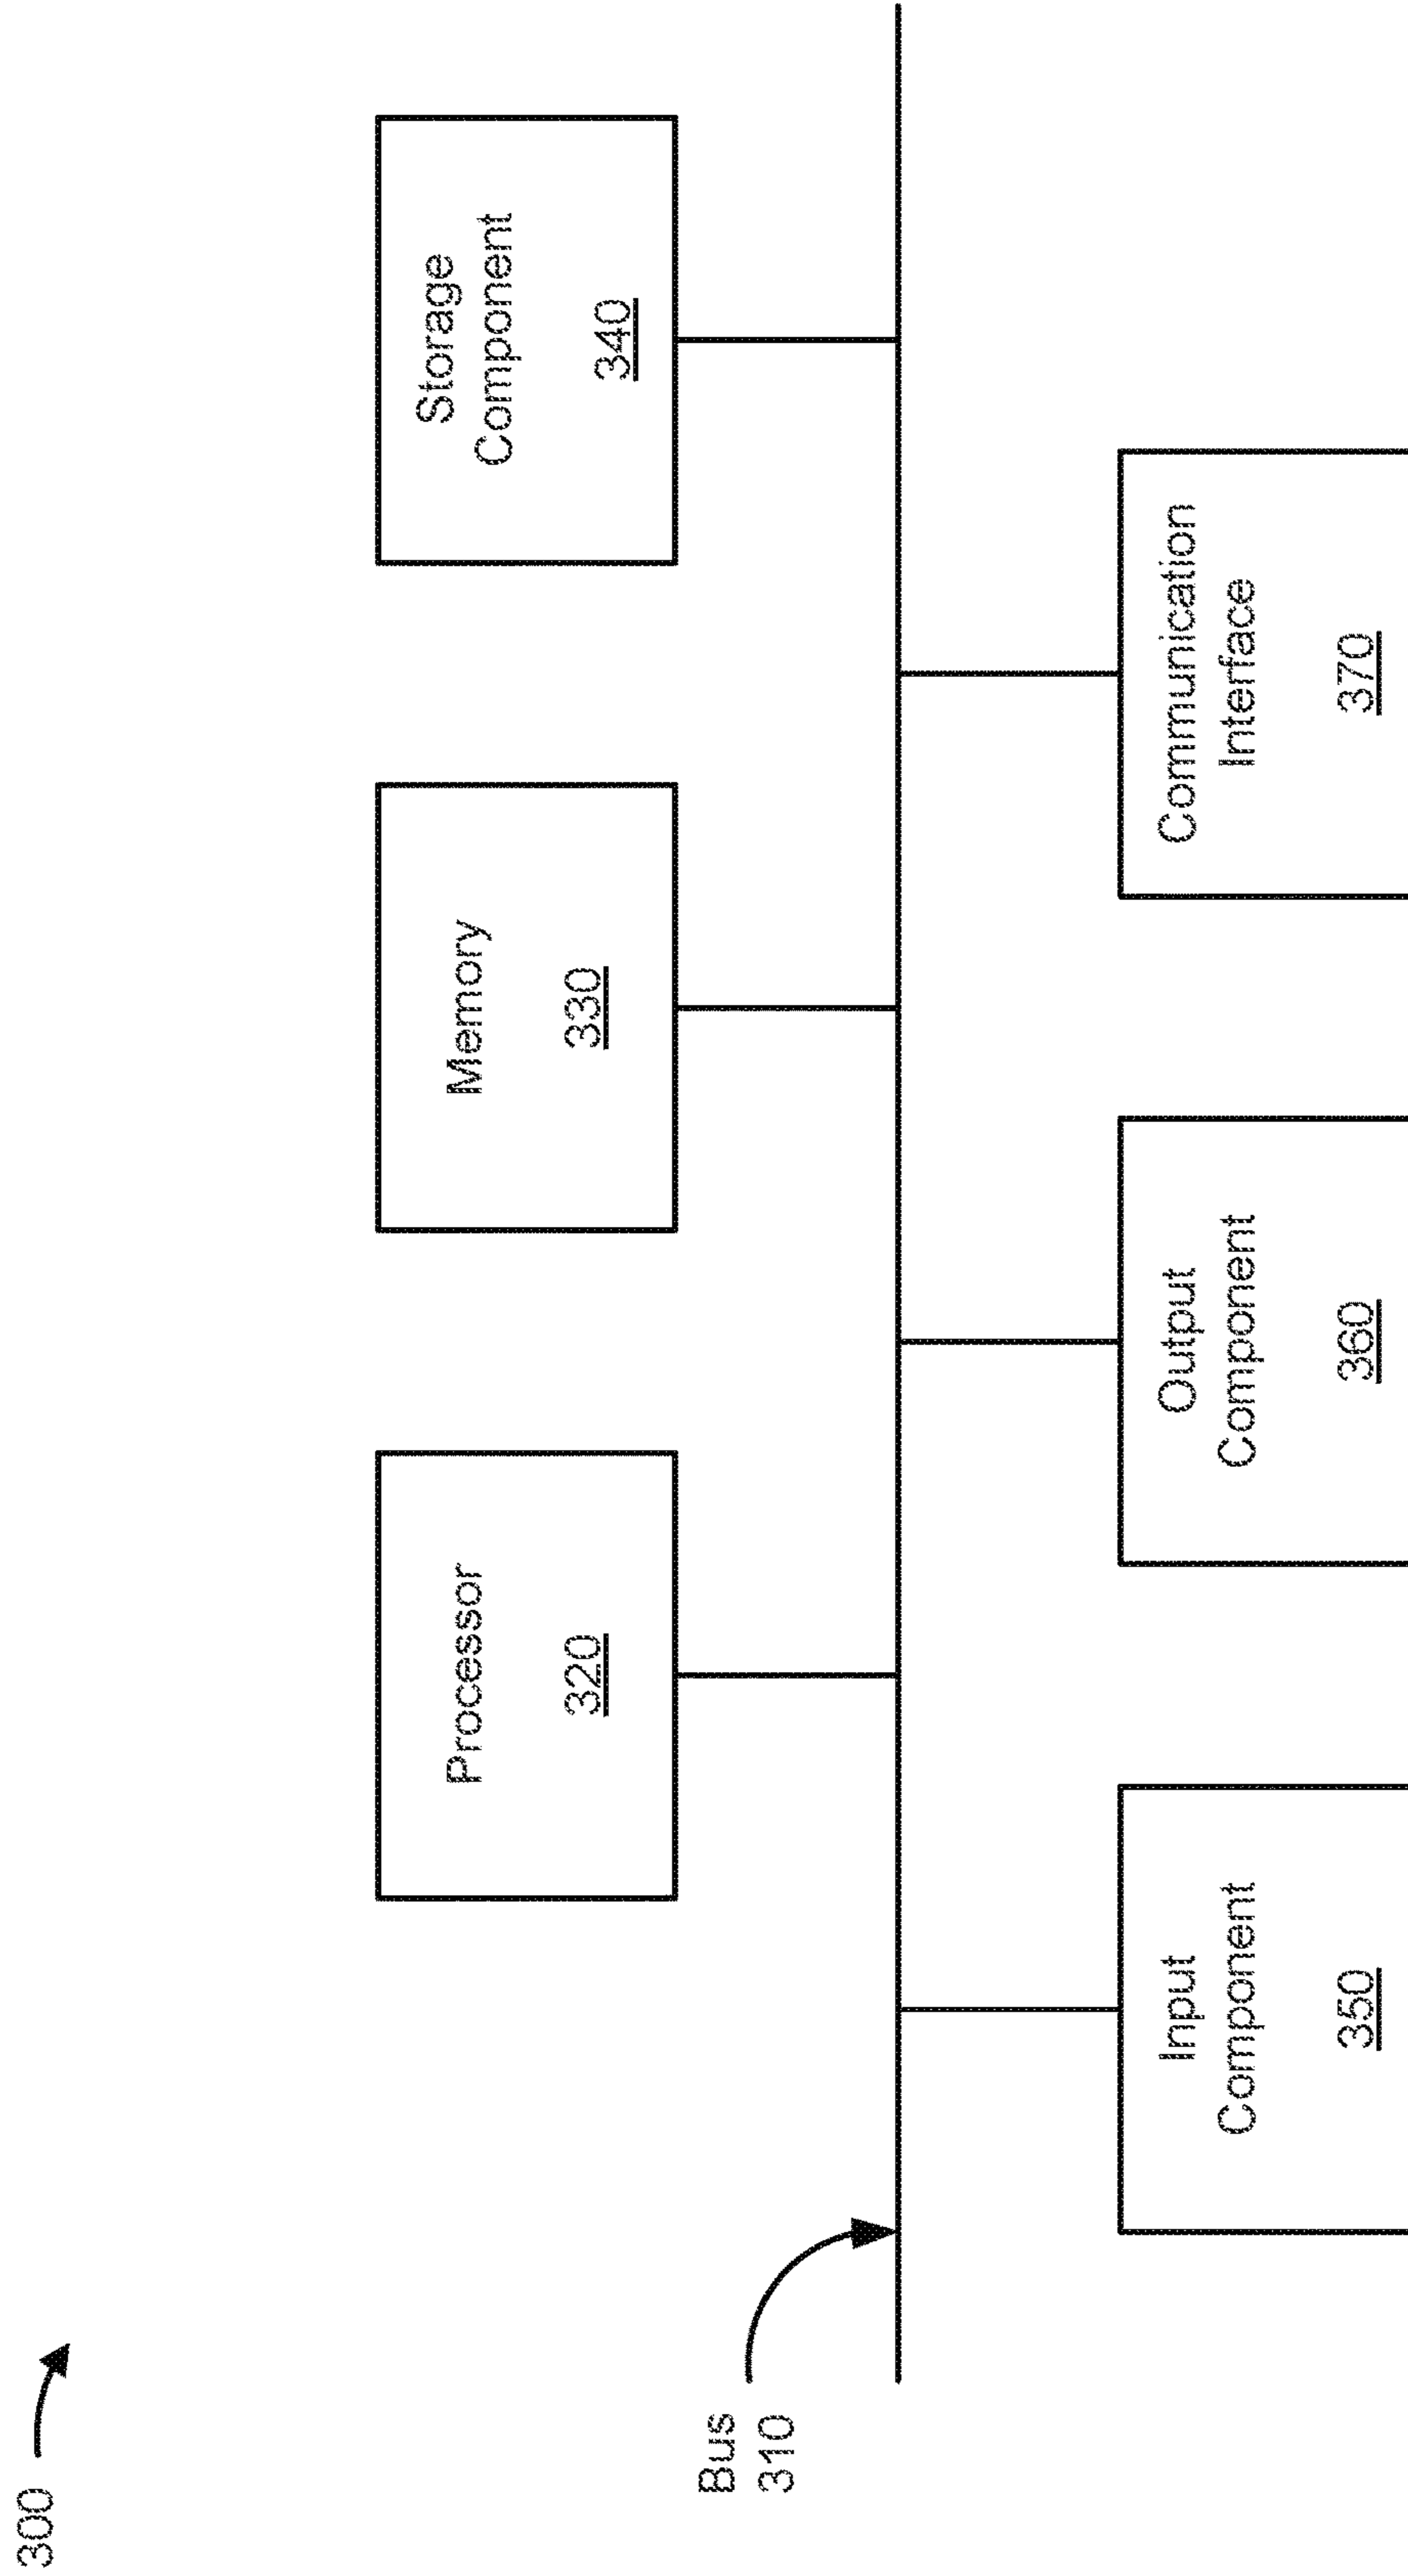 300
Bus
310
Processor
320
Memory
330
Storage
Component
340
Input
Component
350
Output
Component
360
Communication
Interface
370